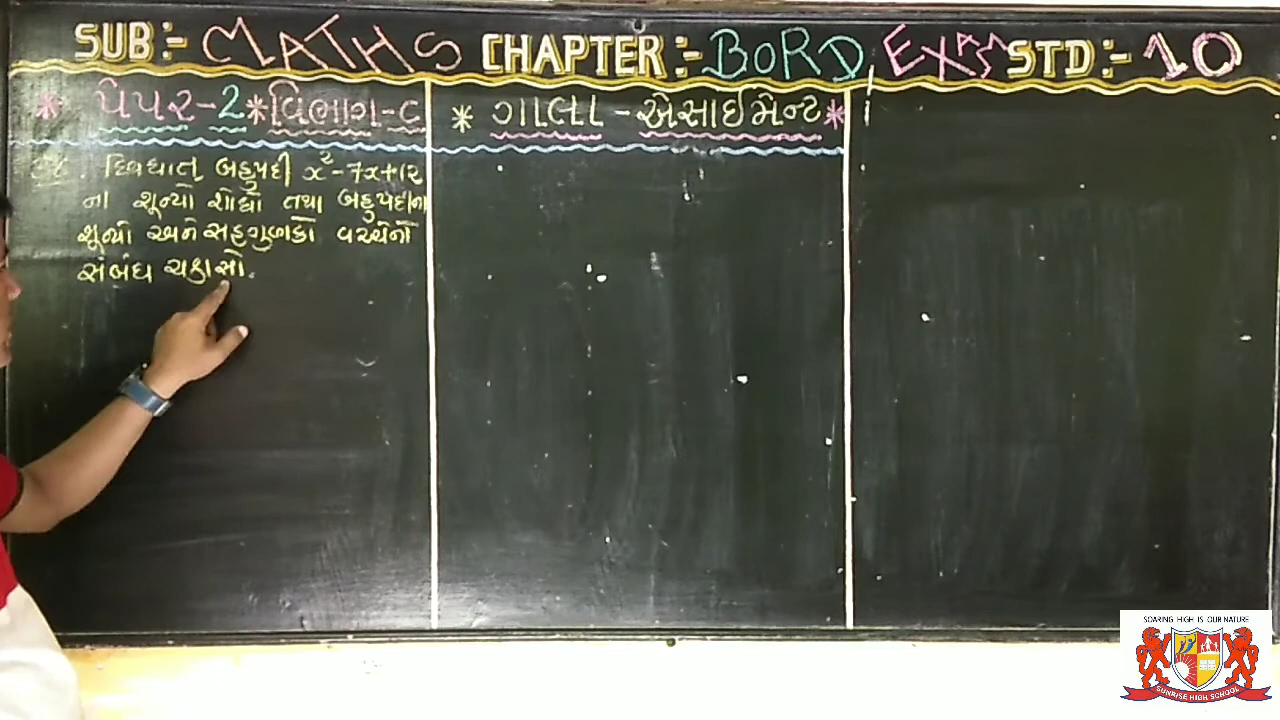 SUB:- MATHS CHAPTER:- BORD EXAM STD:- 10
* પેપર-2 * વિભાગ-C
દ્વિઘાત બહુપદી x²-7x+12
ના શૂન્યો શોધો તથા બહુપદીના
શૂન્યો અને સહગુણકો વચ્ચેનો
સંબંધ ચકાસો.
* ગાલા - એસાઈમેન્ટ *
SOARING HIGH IS OUR NATURE
SUNRISE HIGH SCHOOL